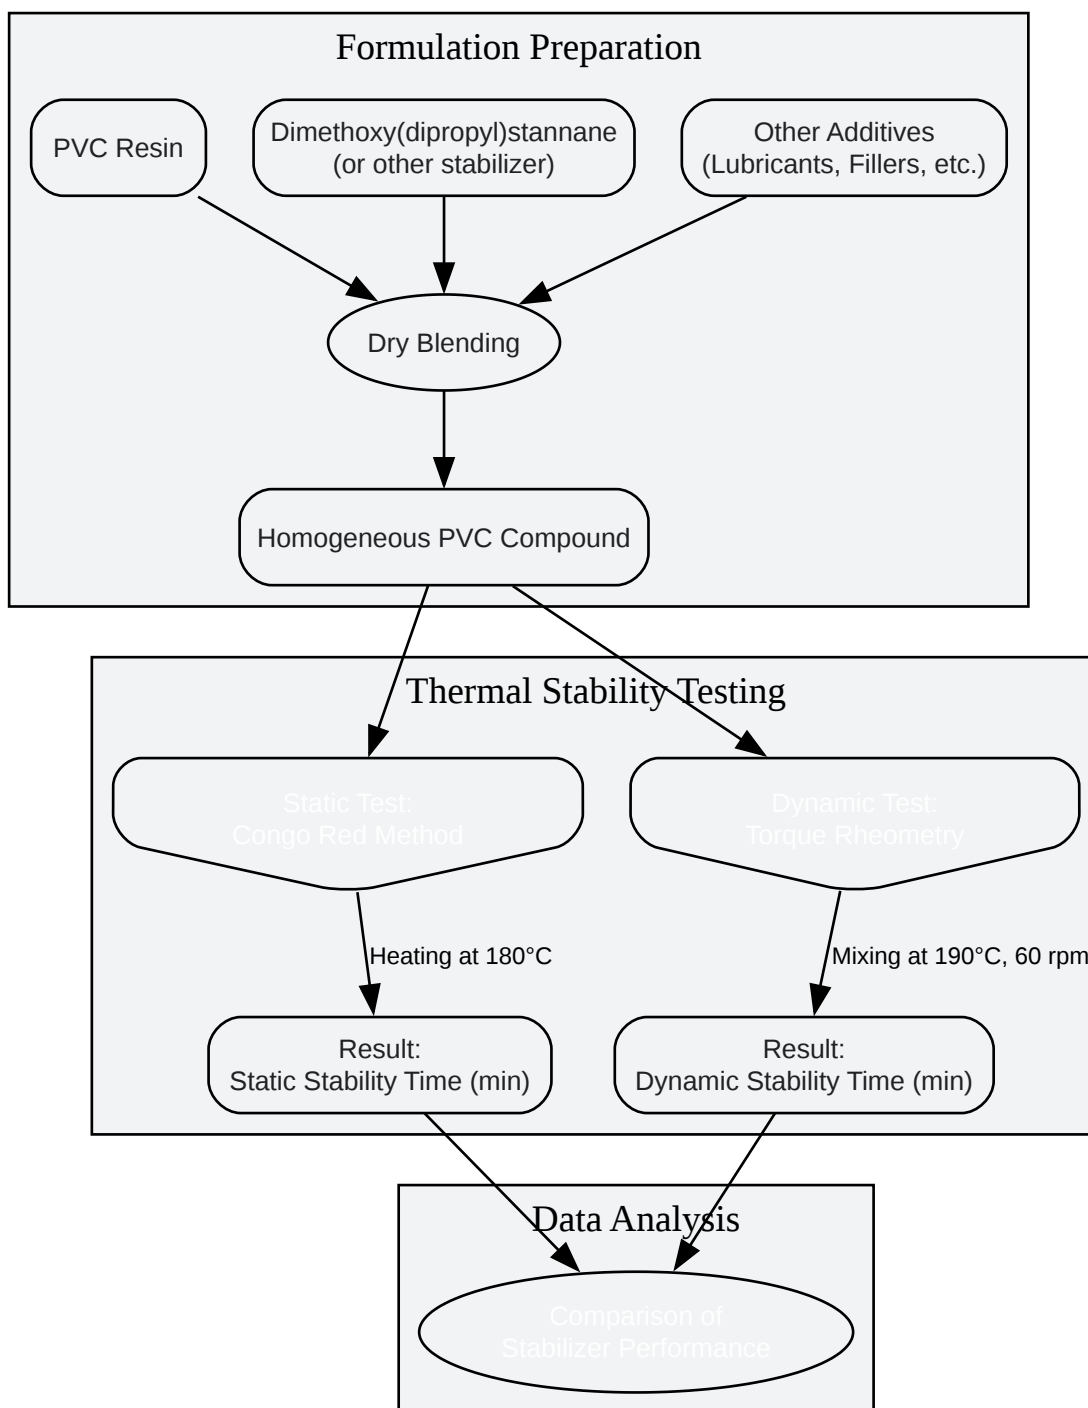 Formulation Preparation
PVC Resin
Dimethoxy(dipropyl)stannane
(or other stabilizer)
Other Additives
(Lubricants, Fillers, etc.)
Dry Blending
Homogeneous PVC Compound
Thermal Stability Testing
Static Test:
Congo Red Method
Dynamic Test:
Torque Rheometry
Heating at 180°C
Mixing at 190°C, 60 rpm
Result:
Static Stability Time (min)
Result:
Dynamic Stability Time (min)
Data Analysis
Comparison of
Stabilizer Performance